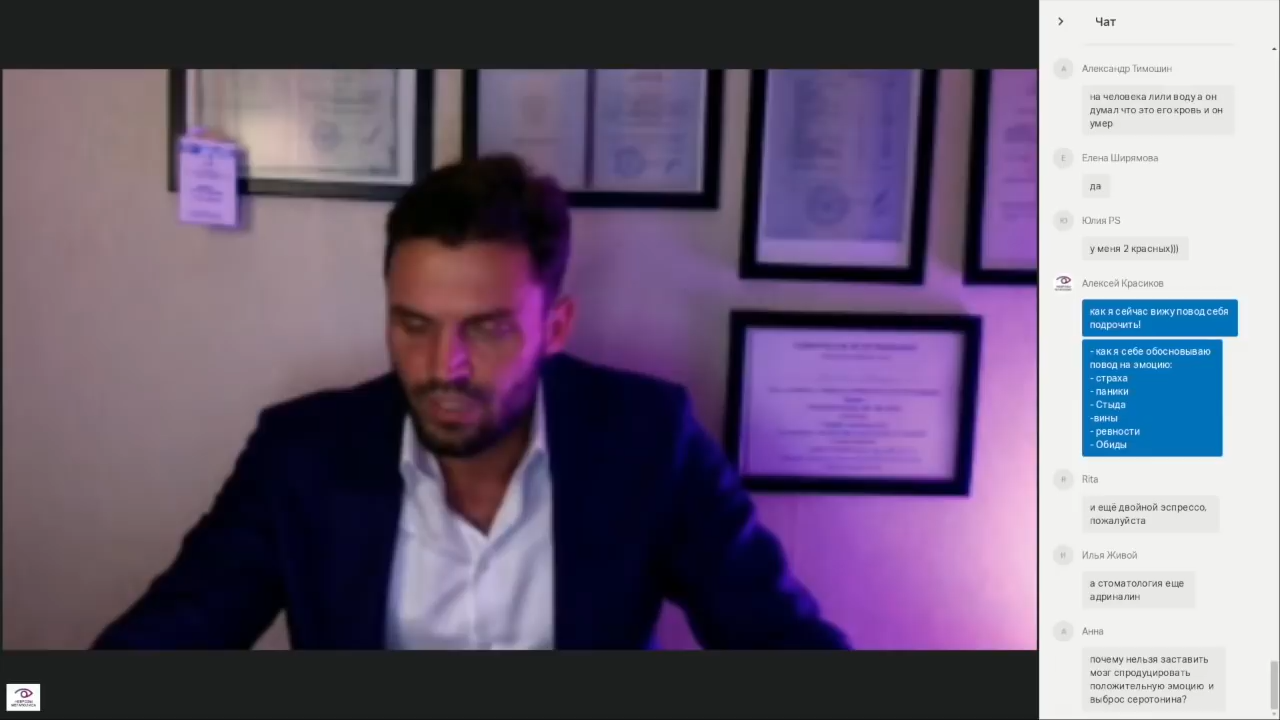 Чат
Александр Тимошин
на человека лили воду а он
думал что это его кровь и он
умер
Елена Ширямова
да
Юлия PS
у меня 2 красных)))
Алексей Красиков
как я сейчас вижу повод себя
подрочить!
- как я себе обосновываю
повод на эмоцию:
- страха
- паники
- Стыда
-вины
- ревности
- Обиды
Rita
и ещё двойной эспрессо,
пожалуйста
Илья Живой
а стоматология еще
адриналин
Анна
почему нельзя заставить
мозг спродуцировать
положительную эмоцию и
выброс серотонина?